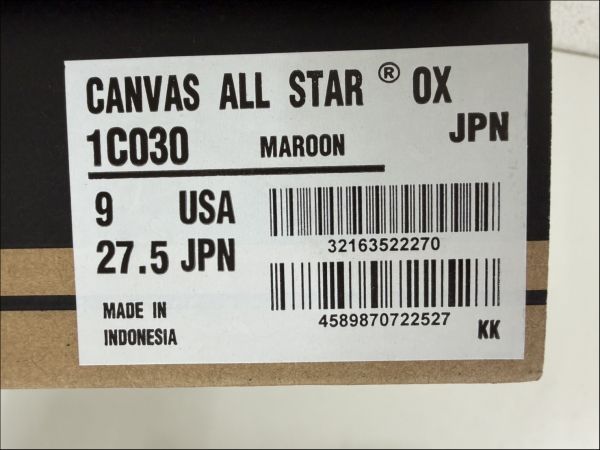 CANVAS ALL STAR ® OX
1C030 MAROON JPN
9 USA
27.5 JPN
32163522270
4589870722527
MADE IN
INDONESIA
KK